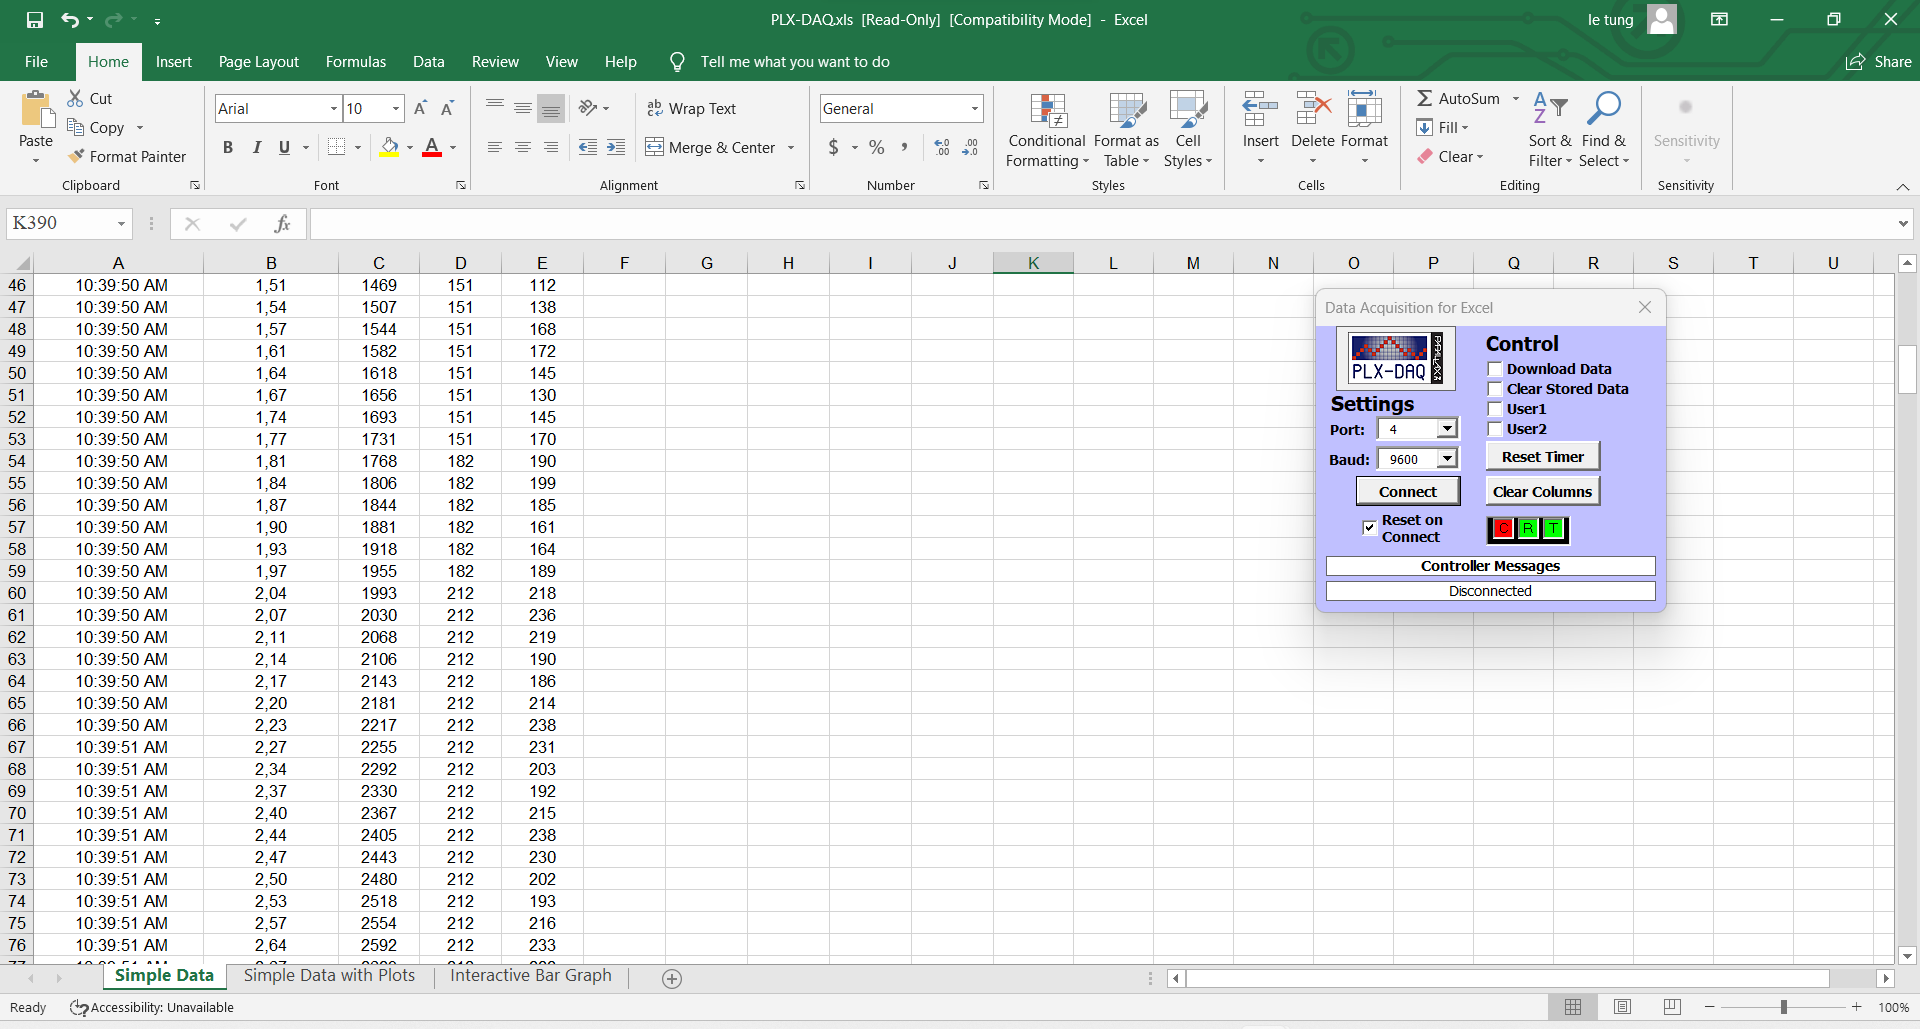 PLX-DAQ.xls  [Read-Only]  [Compatibility Mode]  -  Excel
le tung
File Home Insert Page Layout Formulas Data Review View Help Tell me what you want to do Share
Paste
Cut
Copy
Format Painter
Clipboard
Arial 10 A A
B I U A
Font
Wrap Text
Merge & Center
Alignment
General
$ % ,
Number
Conditional Formatting
Format as Table
Cell Styles
Styles
Insert Delete Format
Cells
AutoSum
Fill
Clear
Sort & Filter
Find & Select
Editing
Sensitivity
Sensitivity
K390 fx
A B C D E F G H I J K L M N O P Q R S T U
46 10:39:50 AM 1,51 1469 151 112
47 10:39:50 AM 1,54 1507 151 138
48 10:39:50 AM 1,57 1544 151 168
49 10:39:50 AM 1,61 1582 151 172
50 10:39:50 AM 1,64 1618 151 145
51 10:39:50 AM 1,67 1656 151 130
52 10:39:50 AM 1,74 1693 151 145
53 10:39:50 AM 1,77 1731 151 170
54 10:39:50 AM 1,81 1768 182 190
55 10:39:50 AM 1,84 1806 182 199
56 10:39:50 AM 1,87 1844 182 185
57 10:39:50 AM 1,90 1881 182 161
58 10:39:50 AM 1,93 1918 182 164
59 10:39:50 AM 1,97 1955 182 189
60 10:39:50 AM 2,04 1993 212 218
61 10:39:50 AM 2,07 2030 212 236
62 10:39:50 AM 2,11 2068 212 219
63 10:39:50 AM 2,14 2106 212 190
64 10:39:50 AM 2,17 2143 212 186
65 10:39:50 AM 2,20 2181 212 214
66 10:39:50 AM 2,23 2217 212 238
67 10:39:51 AM 2,27 2255 212 231
68 10:39:51 AM 2,34 2292 212 203
69 10:39:51 AM 2,37 2330 212 192
70 10:39:51 AM 2,40 2367 212 215
71 10:39:51 AM 2,44 2405 212 238
72 10:39:51 AM 2,47 2443 212 230
73 10:39:51 AM 2,50 2480 212 202
74 10:39:51 AM 2,53 2518 212 193
75 10:39:51 AM 2,57 2554 212 216
76 10:39:51 AM 2,64 2592 212 233
Data Acquisition for Excel
PLX-DAQ
Settings
Port: 4
Baud: 9600
Connect
Reset on
Connect
Control
Download Data
Clear Stored Data
User1
User2
Reset Timer
Clear Columns
C R T
Controller Messages
Disconnected
Simple Data Simple Data with Plots Interactive Bar Graph
Ready Accessibility: Unavailable 100%